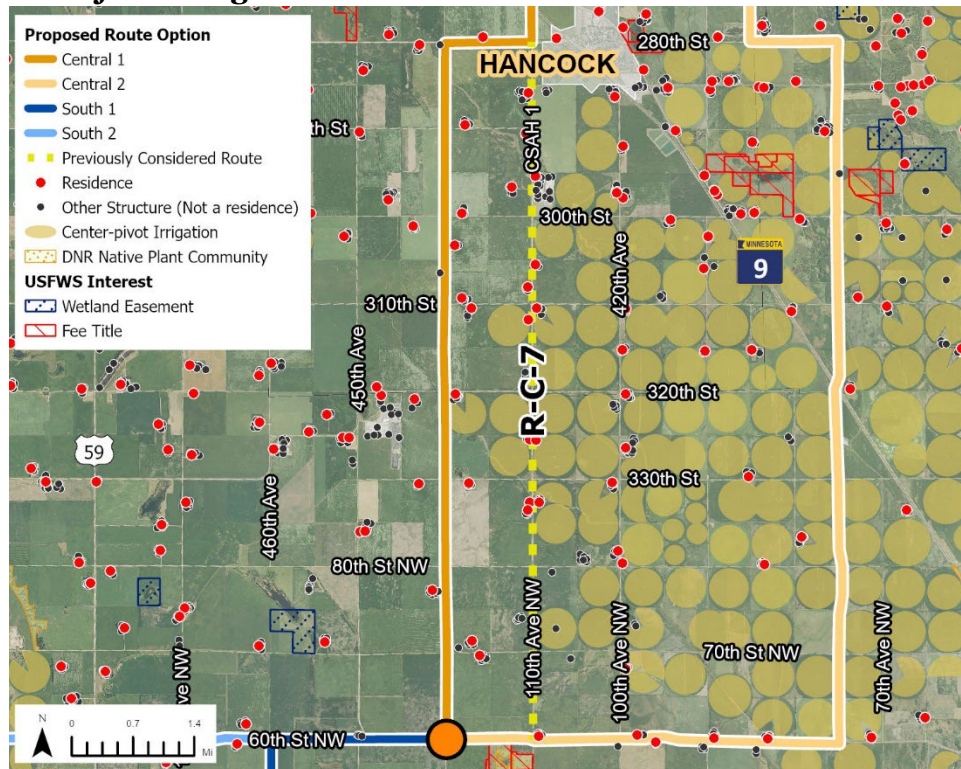 Proposed Route Option
Central 1
Central 2
South 1
South 2
Previously Considered Route
Residence
Other Structure (Not a residence)
Center-pivot Irrigation
DNR Native Plant Community
USFWS Interest
Wetland Easement
Fee Title
280th St
HANCOCK
th St
CSAH 1
300th St
MINNESOTA
9
420th Ave
310th St
450th Ave
R-C-7
320th St
59
330th St
460th Ave
80th St NW
110th Ave NW
100th Ave NW
70th St NW
70th Ave NW
Ave NW
60th St NW
N
0 0.7 1.4
Mi